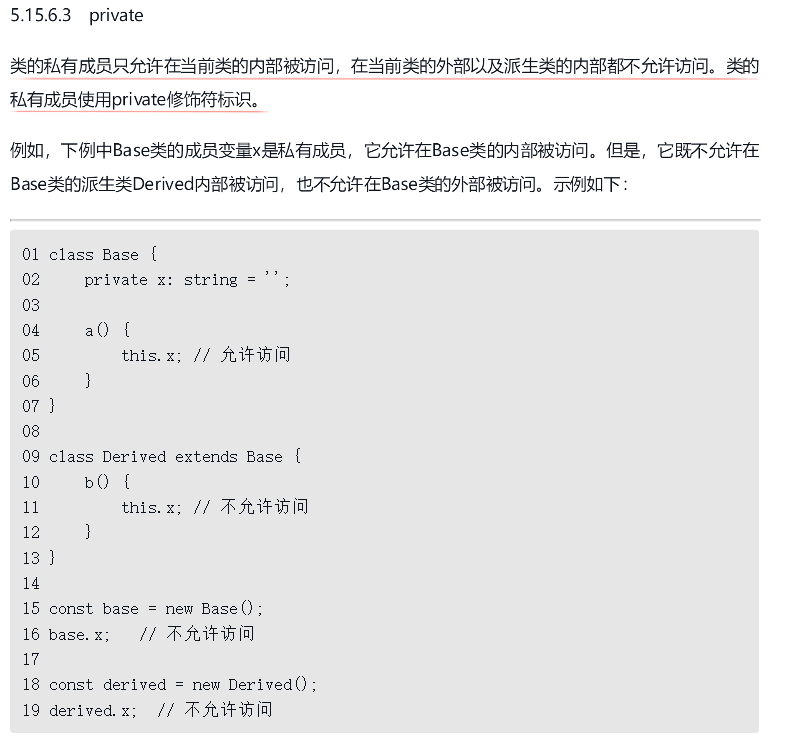 5.15.6.3 private
类的私有成员只允许在当前类的内部被访问，在当前类的外部以及派生类的内部都不允许访问。类的
私有成员使用private修饰符标识。
例如，下例中Base类的成员变量x是私有成员，它允许在Base类的内部被访问。但是，它既不允许在
Base类的派生类Derived内部被访问，也不允许在Base类的外部被访问。示例如下：
01 class Base {
02     private x: string = '';
03
04     a() {
05         this.x; // 允许访问
06     }
07 }
08
09 class Derived extends Base {
10     b() {
11         this.x; // 不允许访问
12     }
13 }
14
15 const base = new Base();
16 base.x;   // 不允许访问
17
18 const derived = new Derived();
19 derived.x;  // 不允许访问